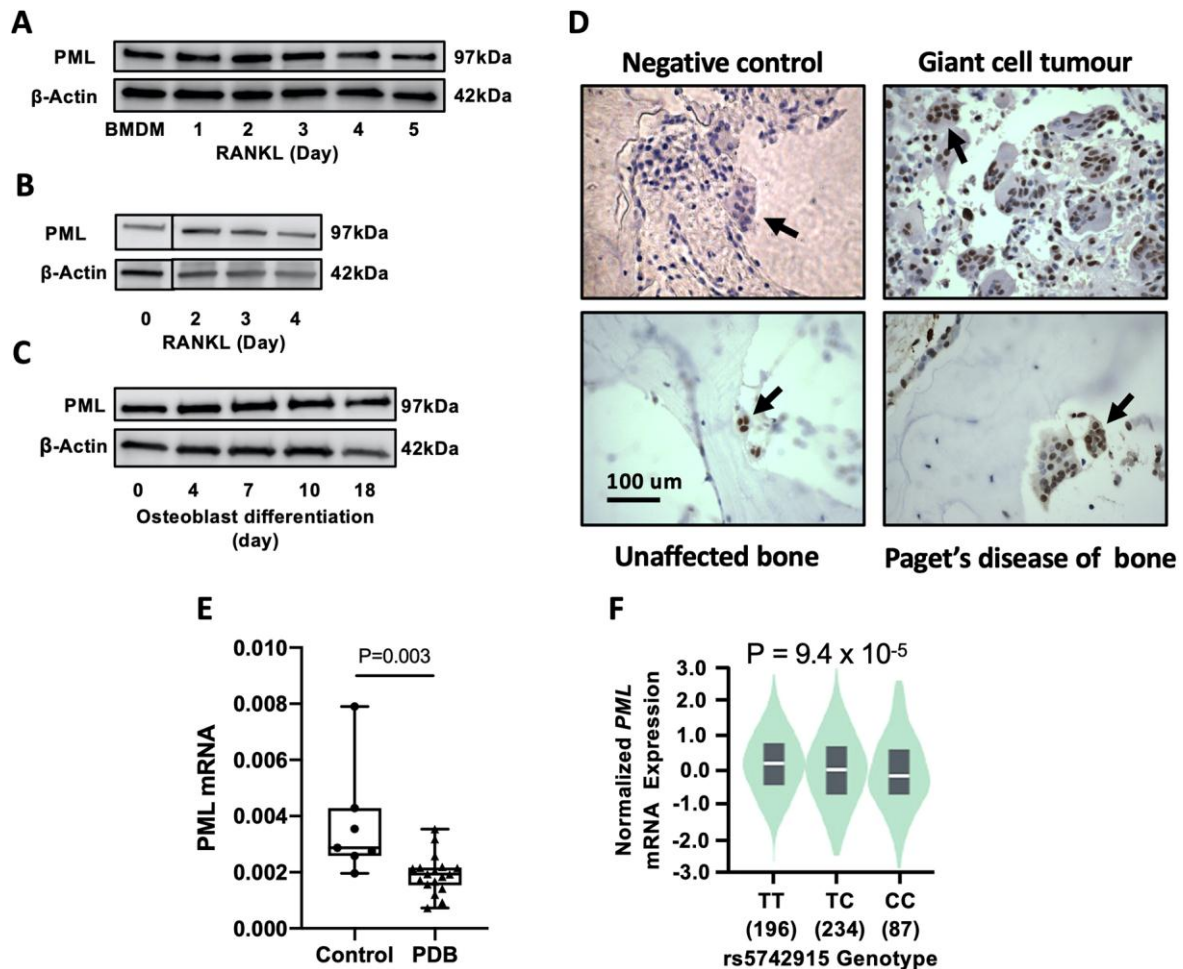 A
PML
97kDa
β-Actin
42kDa
BMDM 1 2 3 4 5
RANKL (Day)
B
PML
97kDa
β-Actin
42kDa
0 2 3 4
RANKL (Day)
C
PML
97kDa
β-Actin
42kDa
0 4 7 10 18
Osteoblast differentiation
(day)
D
Negative control
Giant cell tumour
100 um
Unaffected bone
Paget's disease of bone
E
PML mRNA
0.010
0.008
0.006
0.004
0.002
0.000
P=0.003
Control PDB
F
P = 9.4 x 10-5
Normalized PML
mRNA Expression
3.0
2.0
1.0
0.0
-1.0
-2.0
-3.0
TT TC CC
(196) (234) (87)
rs5742915 Genotype